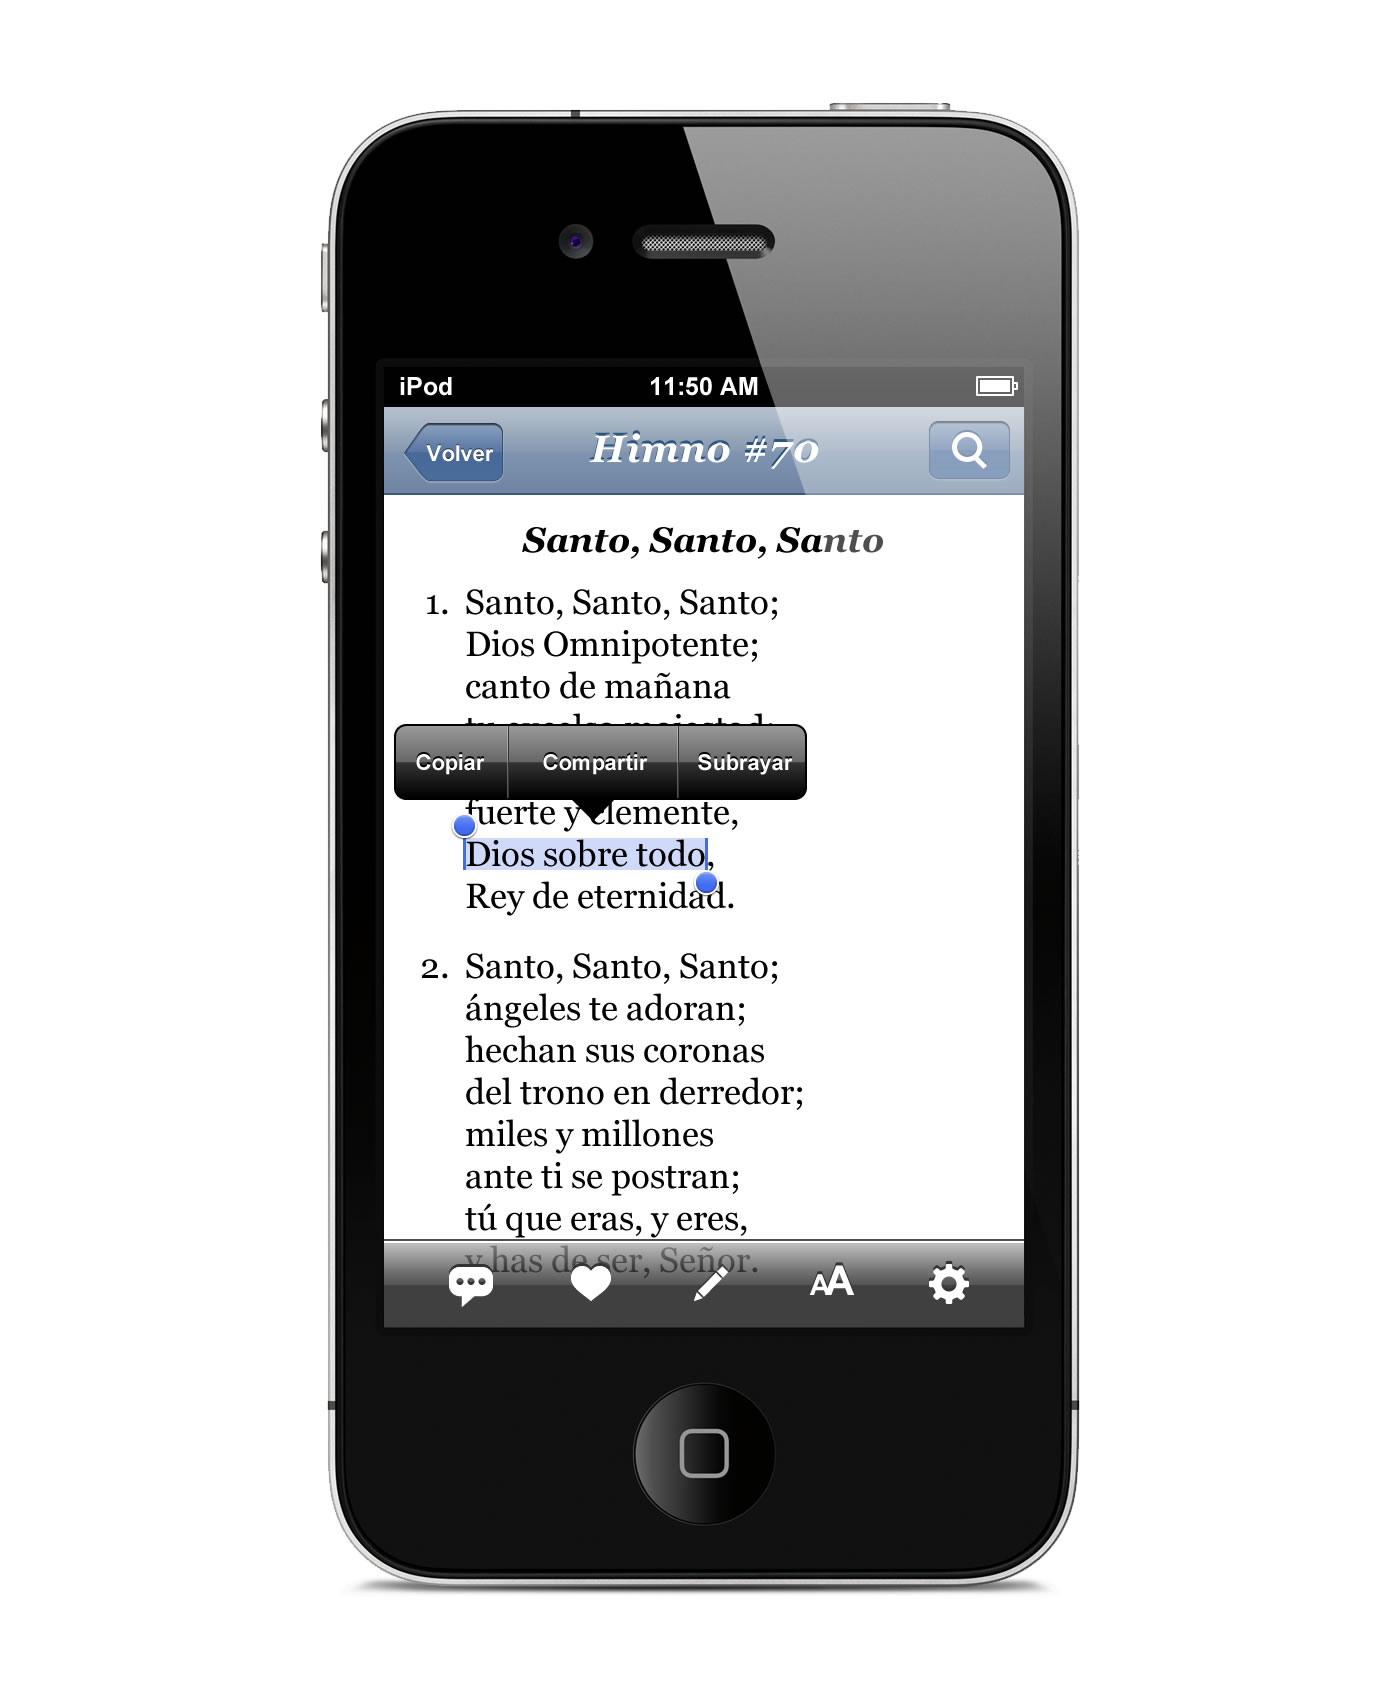 iPod 11:50 AM
Volver Himno #70
Santo, Santo, Santo
1. Santo, Santo, Santo;
Dios Omnipotente;
canto de mañana
tu excelsa majestad;
Copiar Compartir Subrayar
fuerte y clemente,
Dios sobre todo,
Rey de eternidad.
2. Santo, Santo, Santo;
ángeles te adoran;
hechan sus coronas
del trono en derredor;
miles y millones
ante ti se postran;
tú que eras, y eres,
y has de ser, Señor.
AA